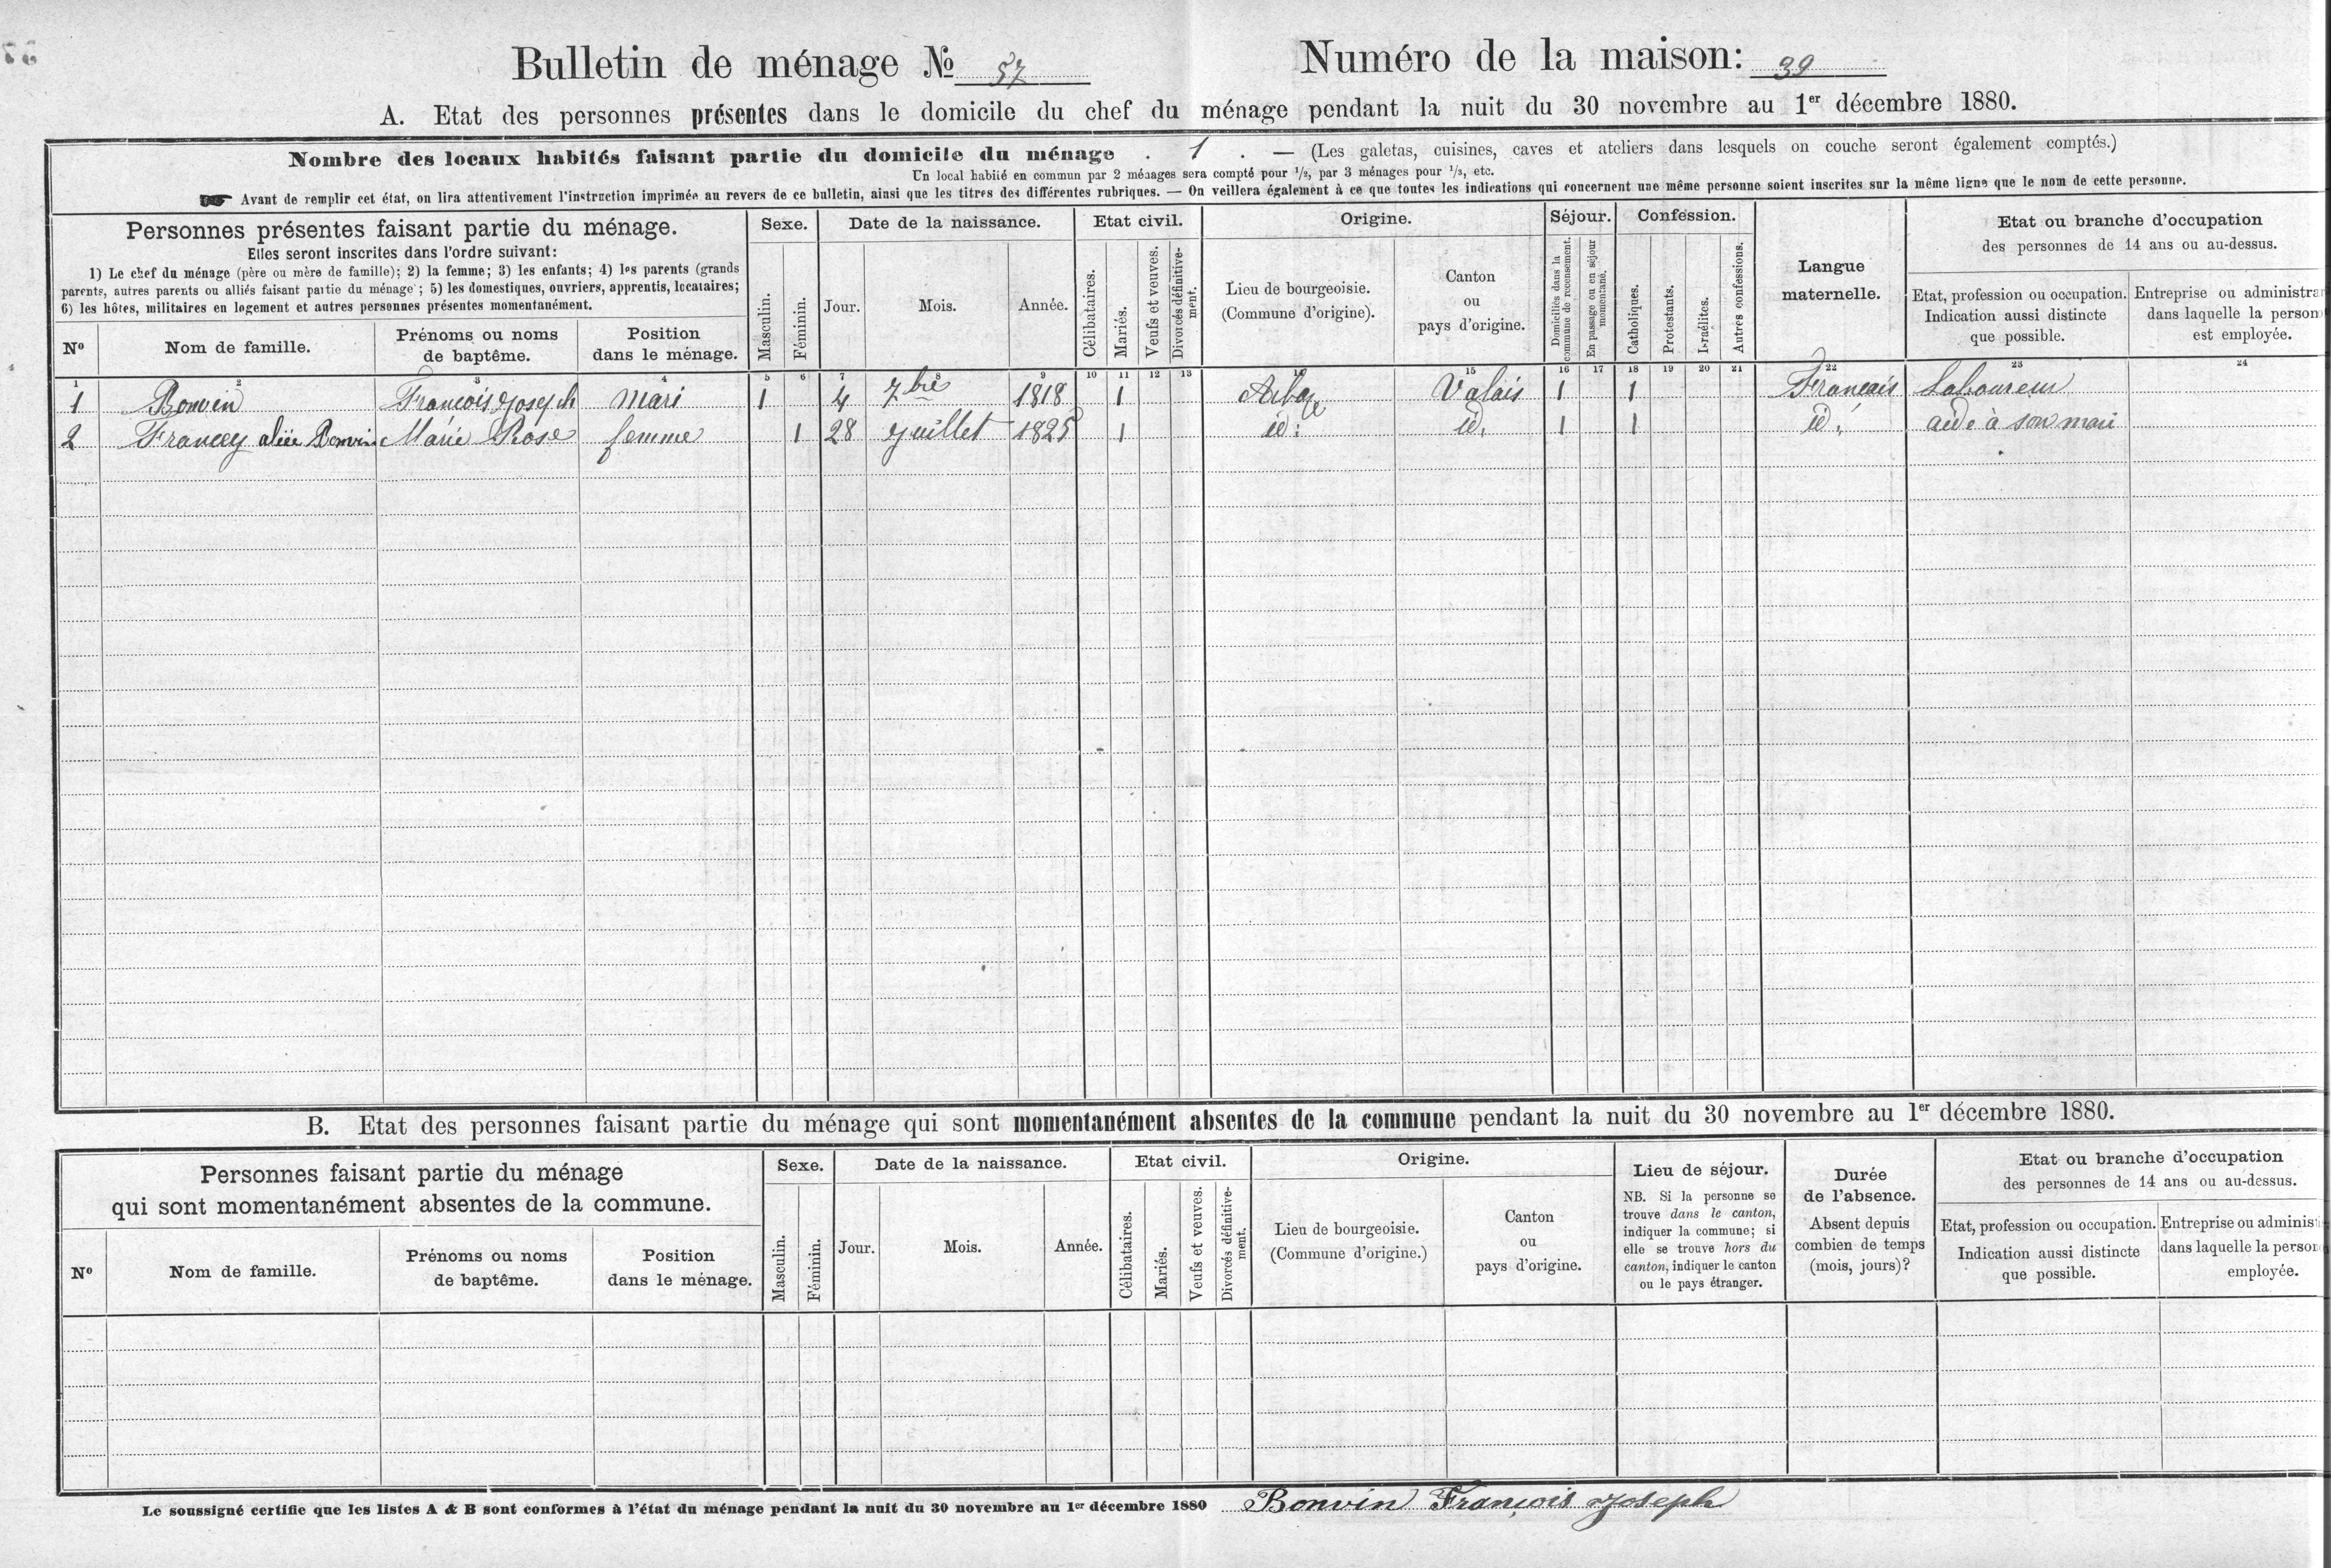 Bulletin de ménage № 57
Numéro de la maison: 39
A. Etat des personnes présentes dans le domicile du chef du ménage pendant la nuit du 30 novembre au 1er décembre 1880.
Nombre des locaux habités faisant partie du domicile du ménage . 1 . — (Les galetas, cuisines, caves et ateliers dans lesquels on couche seront également comptés.)
Un local habité en commun par 2 ménages sera compté pour 1/2, par 3 ménages pour 1/3, etc.
☛ Avant de remplir cet état, on lira attentivement l'instruction imprimée au revers de ce bulletin, ainsi que les titres des différentes rubriques. — On veillera également à ce que toutes les indications qui concernent une même personne soient inscrites sur la même ligne que le nom de cette personne.
Personnes présentes faisant partie du ménage.
Elles seront inscrites dans l'ordre suivant:
1) Le chef du ménage (père ou mère de famille); 2) la femme; 3) les enfants; 4) les parents (grands
parents, autres parents ou alliés faisant partie du ménage; 5) les domestiques, ouvriers, apprentis, locataires;
6) les hôtes, militaires en logement et autres personnes présentes momentanément.
Nº
Nom de famille.
Prénoms ou noms
de baptême.
Position
dans le ménage.
Sexe.
Masculin.
Féminin.
Date de la naissance.
Jour.
Mois.
Année.
Etat civil.
Célibataires.
Mariés.
Veufs et veuves.
Divorcés définitive-
ment.
Origine.
Lieu de bourgeoisie.
(Commune d'origine).
Canton
ou
pays d'origine.
Séjour.
Domiciliés dans la
commune de recensement.
En passage ou en séjour
momentané.
Confession.
Catholiques.
Protestants.
Israélites.
Autres confessions.
Langue
maternelle.
Etat ou branche d'occupation
des personnes de 14 ans ou au-dessus.
Etat, profession ou occupation.
Indication aussi distincte
que possible.
Entreprise ou administra
dans laquelle la person
est employée.
1 2 3 4 5 6 7 8 9 10 11 12 13 14 15 16 17 18 19 20 21 22 23 24
1 Bonvin François Joseph Mari 1 4 7bre 1818 1 Arbaz Valais 1 1 Français Laboureur
2 Francey aliée Bonvin Marie Rose femme 1 28 Juillet 1825 1 id: id. 1 1 id. aide à son mari
B. Etat des personnes faisant partie du ménage qui sont momentanément absentes de la commune pendant la nuit du 30 novembre au 1er décembre 1880.
Personnes faisant partie du ménage
qui sont momentanément absentes de la commune.
Nº
Nom de famille.
Prénoms ou noms
de baptême.
Position
dans le ménage.
Sexe.
Masculin.
Féminin.
Date de la naissance.
Jour.
Mois.
Année.
Etat civil.
Célibataires.
Mariés.
Veufs et veuves.
Divorcés définitive-
ment.
Origine.
Lieu de bourgeoisie.
(Commune d'origine.)
Canton
ou
pays d'origine.
Lieu de séjour.
NB. Si la personne se
trouve dans le canton,
indiquer la commune; si
elle se trouve hors du
canton, indiquer le canton
ou le pays étranger.
Durée
de l'absence.
Absent depuis
combien de temps
(mois, jours)?
Etat ou branche d'occupation
des personnes de 14 ans ou au-dessus.
Etat, profession ou occupation.
Indication aussi distincte
que possible.
Entreprise ou adminis
dans laquelle la person
employée.
Le soussigné certifie que les listes A & B sont conformes à l'état du ménage pendant la nuit du 30 novembre au 1er décembre 1880 Bonvin François Joseph